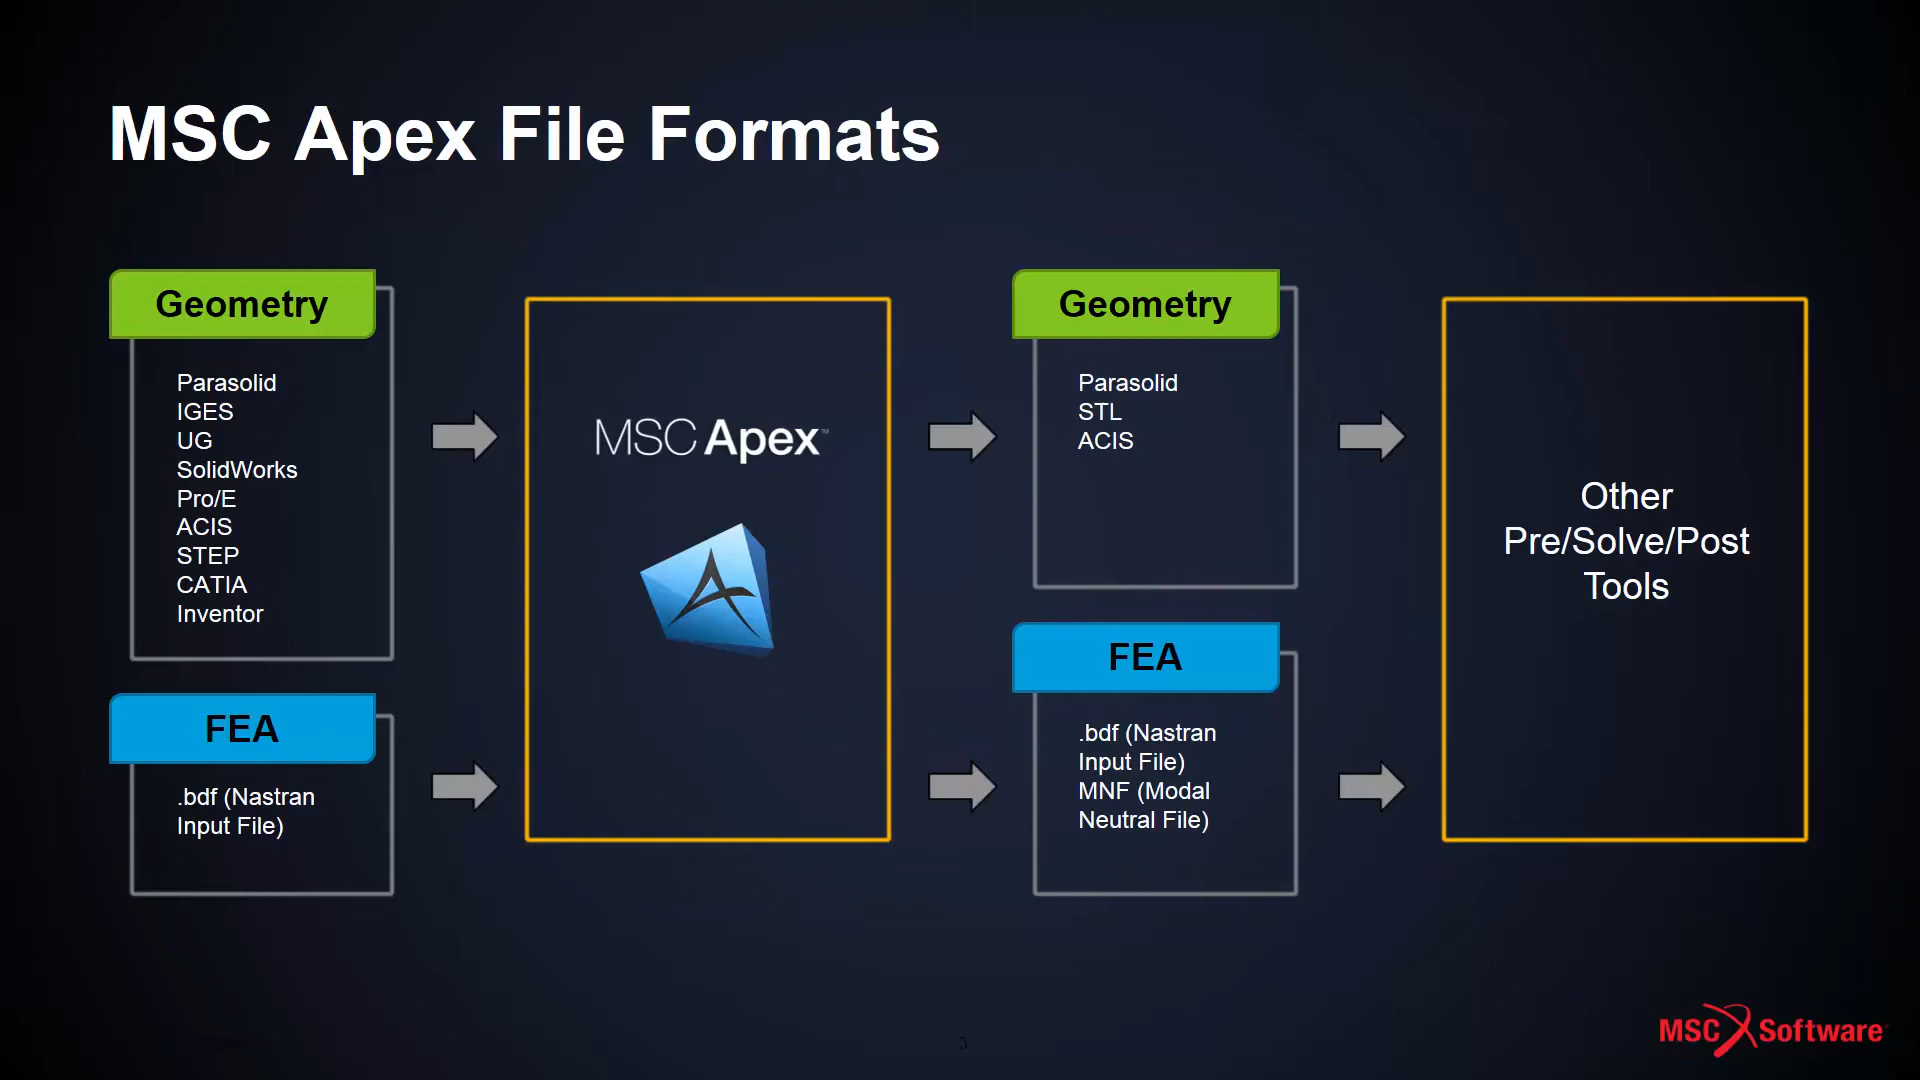 MSC Apex File Formats
Geometry
Parasolid
IGES
UG
SolidWorks
Pro/E
ACIS
STEP
CATIA
Inventor
FEA
.bdf (Nastran
Input File)
MSC Apex™
Geometry
Parasolid
STL
ACIS
FEA
.bdf (Nastran
Input File)
MNF (Modal
Neutral File)
Other
Pre/Solve/Post
Tools
3
MSC Software